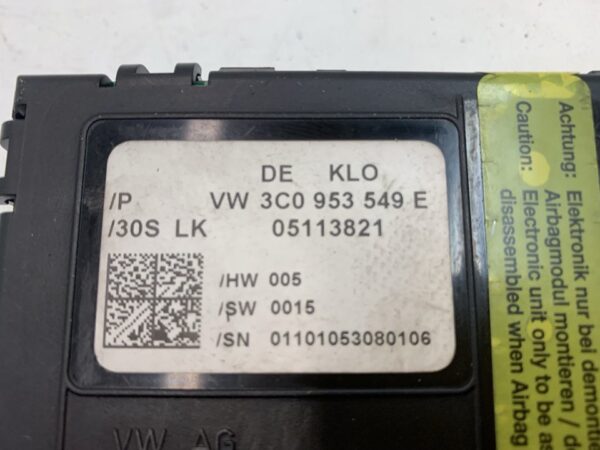 DE KLO
/P VW 3C0 953 549 E
/30S LK 05113821
/HW 005
/SW 0015
/SN 01101053080106
VW AG
Achtung: Elektronik nur bei
Airbagmodul montieren /
Caution: Electronic unit only to be
disassembled when Airbag